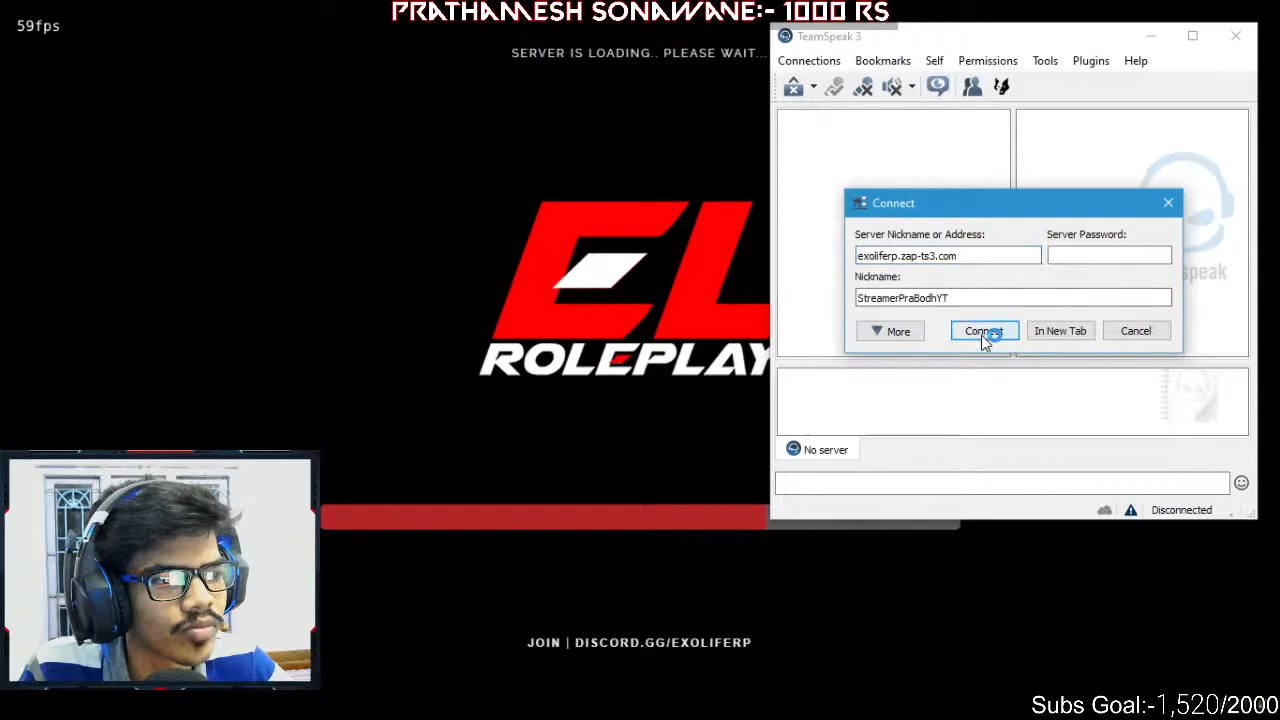 PRATHAMESH SONAWANE:- 1000 RS
59fps
SERVER IS LOADING.. PLEASE WAIT...
TeamSpeak 3
Connections Bookmarks Self Permissions Tools Plugins Help
Connect
Server Nickname or Address: Server Password:
exoliferp.zap-ts3.com
Nickname:
StreamerPraBodhYT
More Connect In New Tab Cancel
speak
EL
ROLEPLAY
No server
Disconnected
JOIN | DISCORD.GG/EXOLIFERP
Subs Goal:-1,520/2000